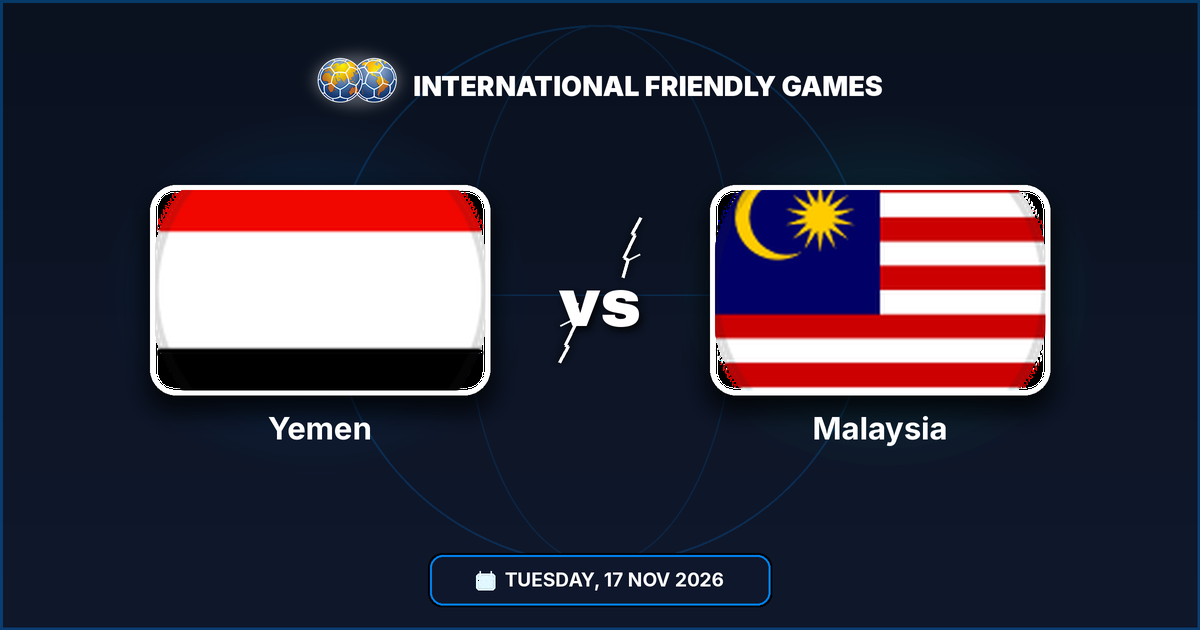 INTERNATIONAL FRIENDLY GAMES
vs
Yemen
Malaysia
TUESDAY, 17 NOV 2026